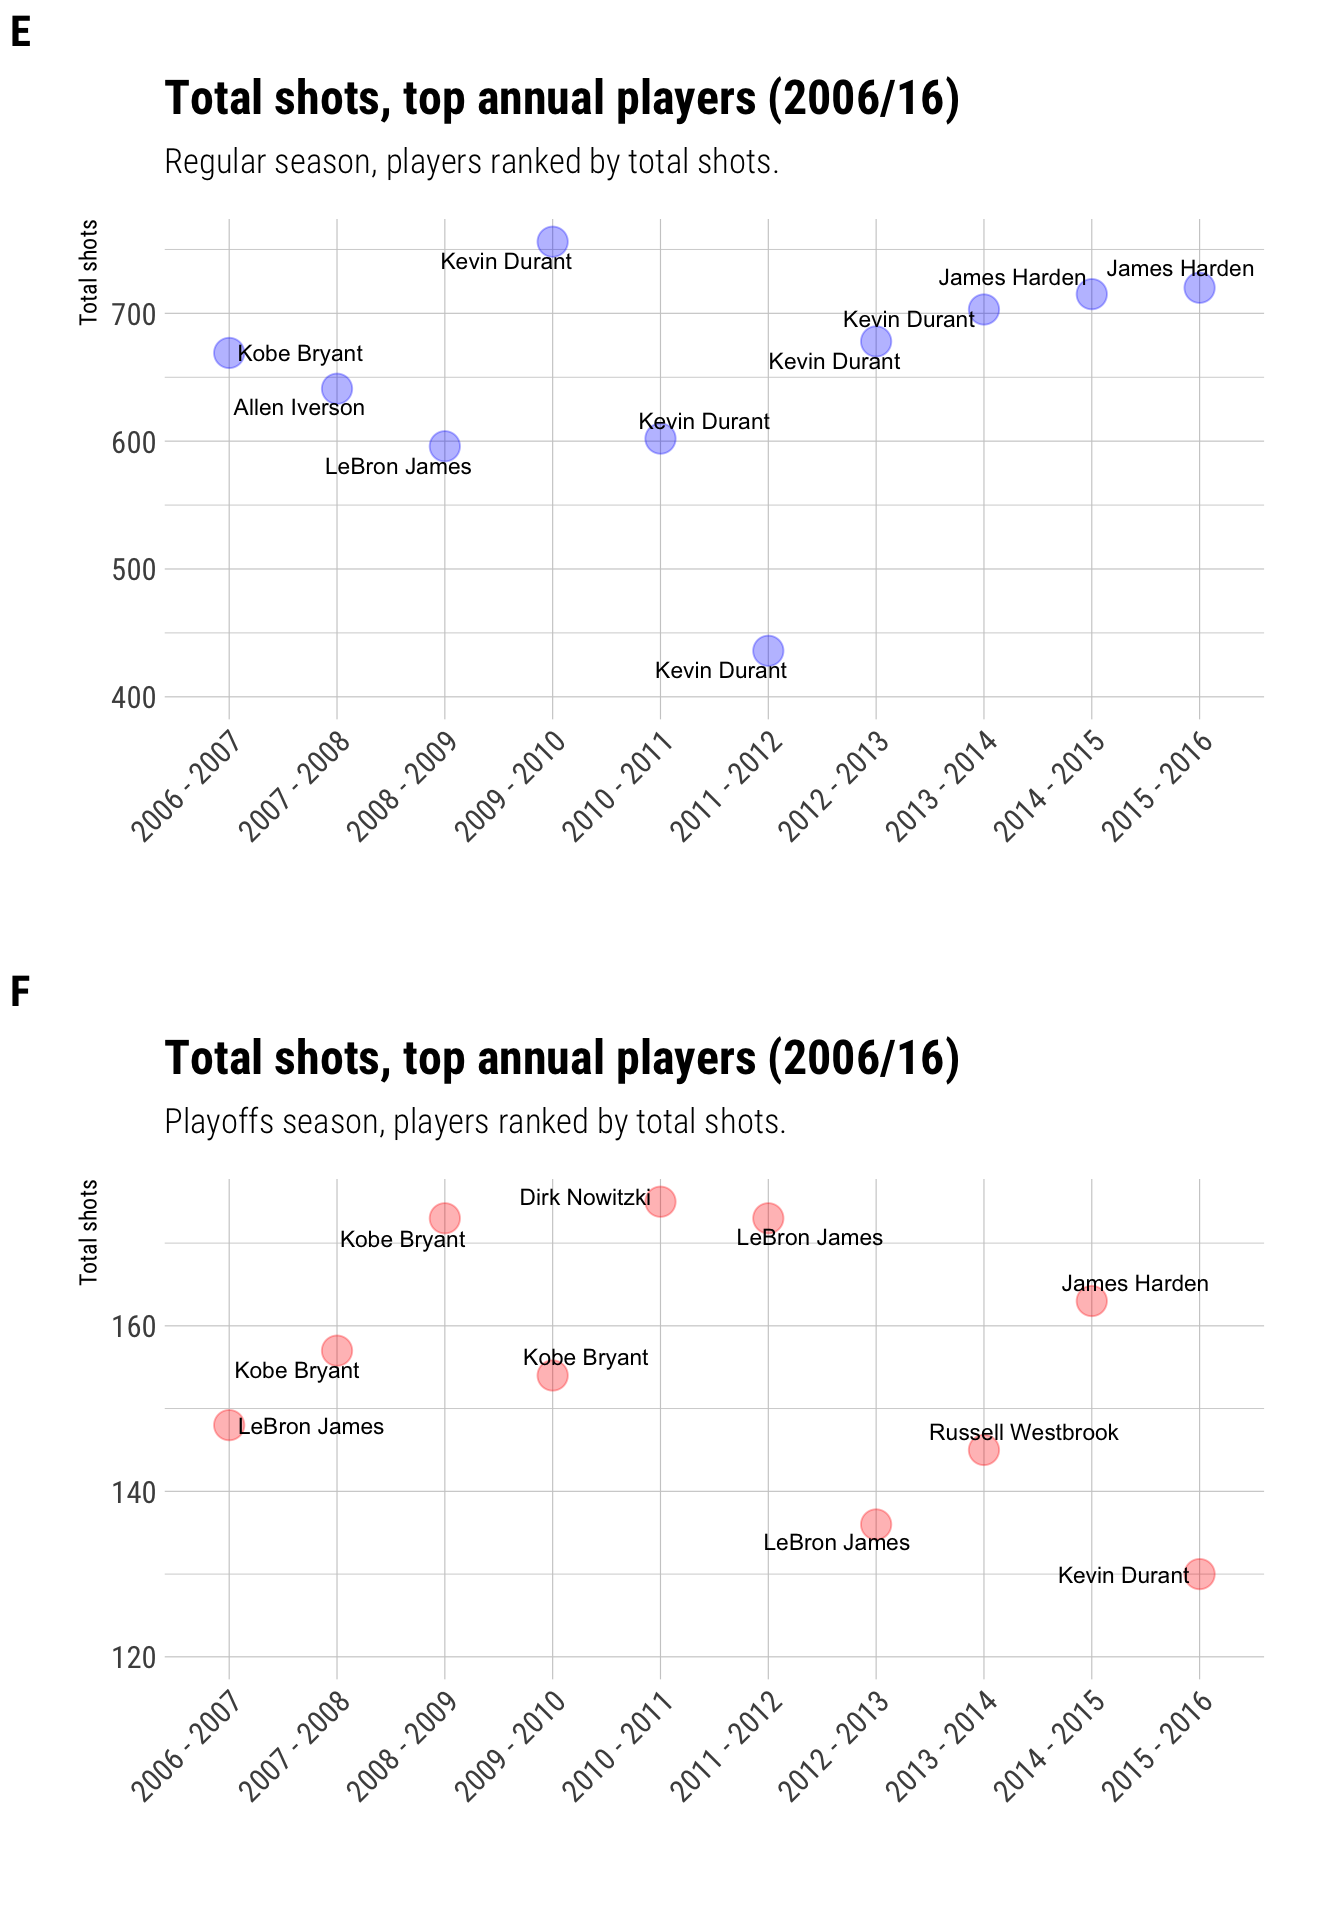 E
Total shots, top annual players (2006/16)
Regular season, players ranked by total shots.
Total shots
Kevin Durant
James Harden
James Harden
700
Kevin Durant
Kobe Bryant
Kevin Durant
Allen Iverson
Kevin Durant
600
LeBron James
500
Kevin Durant
400
2006 - 2007
2007 - 2008
2008 - 2009
2009 - 2010
2010 - 2011
2011 - 2012
2012 - 2013
2013 - 2014
2014 - 2015
2015 - 2016
F
Total shots, top annual players (2006/16)
Playoffs season, players ranked by total shots.
Total shots
Dirk Nowitzki
Kobe Bryant
LeBron James
James Harden
160
Kobe Bryant
Kobe Bryant
LeBron James
Russell Westbrook
140
LeBron James
Kevin Durant
120
2006 - 2007
2007 - 2008
2008 - 2009
2009 - 2010
2010 - 2011
2011 - 2012
2012 - 2013
2013 - 2014
2014 - 2015
2015 - 2016